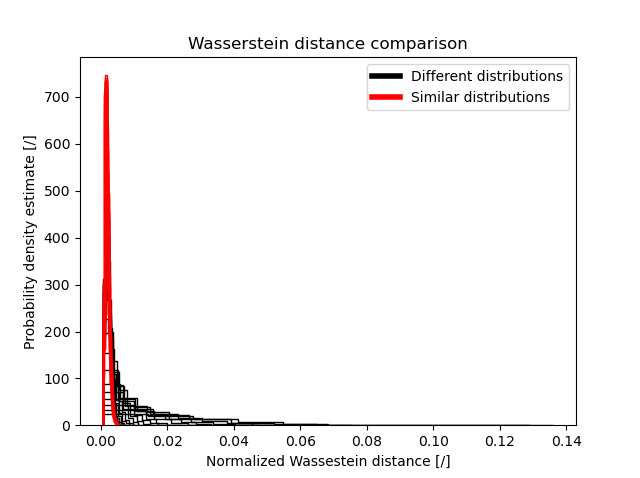 Wasserstein distance comparison
Different distributions
Similar distributions
700
600
500
400
300
200
100
0
Probability density estimate [/]
0.00 0.02 0.04 0.06 0.08 0.10 0.12 0.14
Normalized Wassestein distance [/]